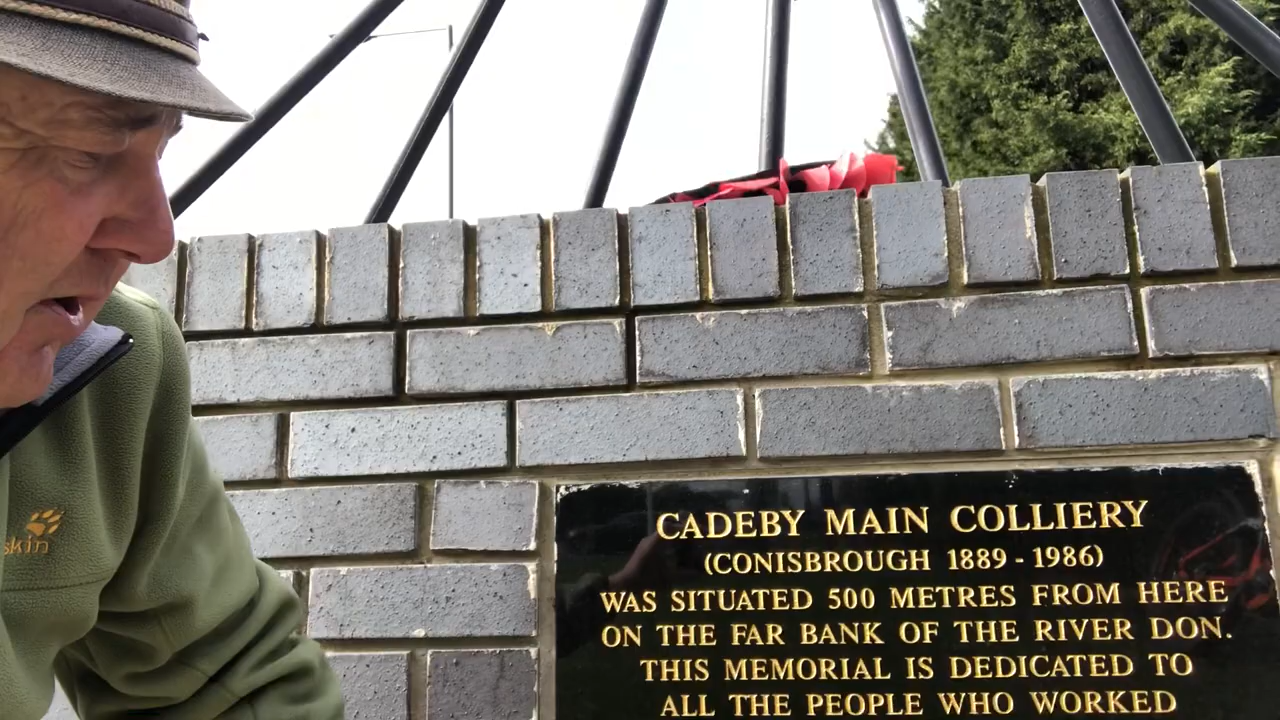 CADEBY MAIN COLLIERY
(CONISBROUGH 1889 - 1986)
WAS SITUATED 500 METRES FROM HERE
ON THE FAR BANK OF THE RIVER DON.
THIS MEMORIAL IS DEDICATED TO
ALL THE PEOPLE WHO WORKED
skin